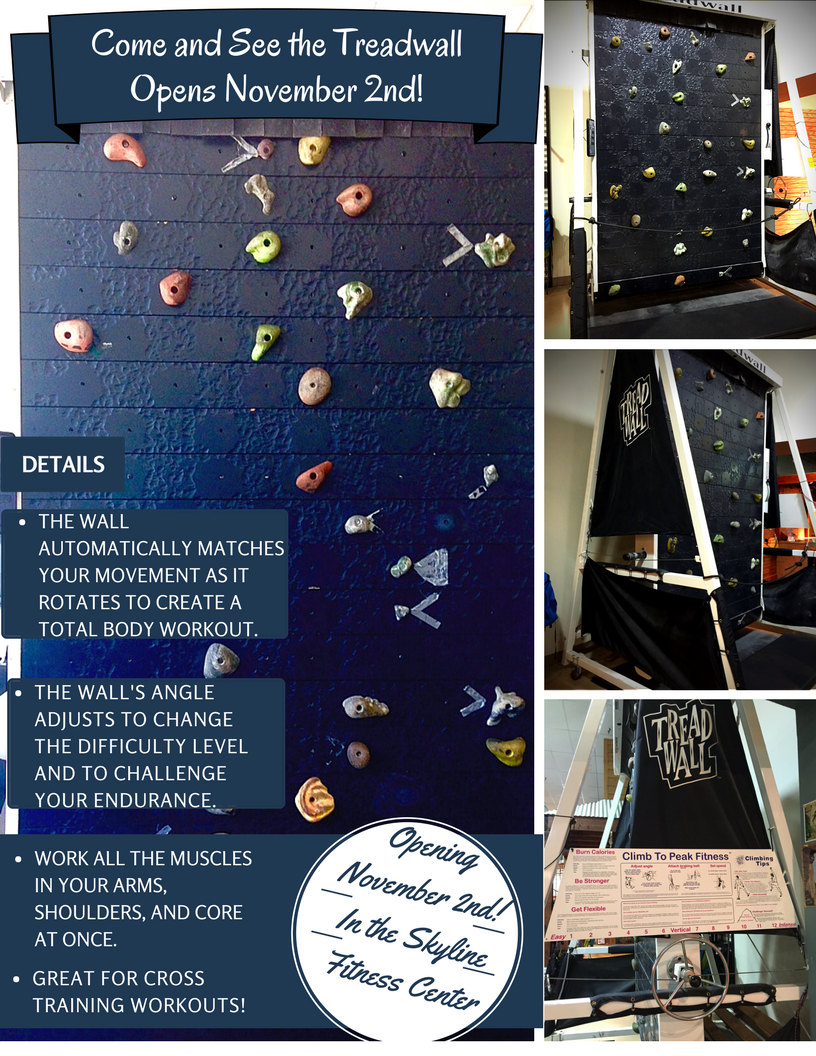 Come and See the Treadwall
Opens November 2nd!
DETAILS
• THE WALL
AUTOMATICALLY MATCHES
YOUR MOVEMENT AS IT
ROTATES TO CREATE A
TOTAL BODY WORKOUT.
• THE WALL'S ANGLE
ADJUSTS TO CHANGE
THE DIFFICULTY LEVEL
AND TO CHALLENGE
YOUR ENDURANCE.
• WORK ALL THE MUSCLES
IN YOUR ARMS,
SHOULDERS, AND CORE
AT ONCE.
• GREAT FOR CROSS
TRAINING WORKOUTS!
Opening
November 2nd!
In the Skyline
Fitness Center
TREAD
WALL
TREAD
WALL
Burn Calories
Climb To Peak Fitness
Climbing
Tips
Be Stronger
Get Flexible
Easy 1 2 3 4 5 6 Vertical 7 8 9 10 11 12